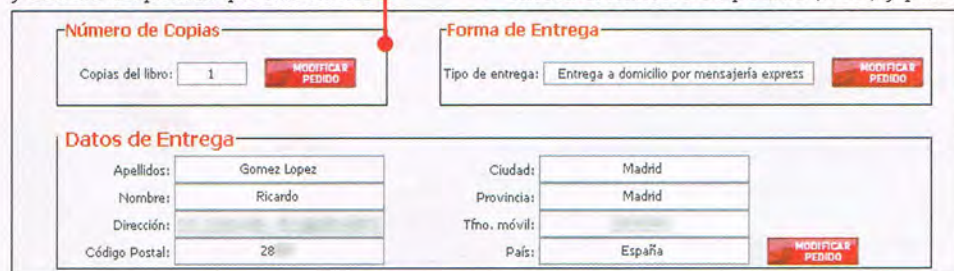 Número de Copias
Copias del libro: 1 MODIFICAR PEDIDO
Forma de Entrega
Tipo de entrega: Entrega a domicilio por mensajería express MODIFICAR PEDIDO
Datos de Entrega
Apellidos: Gomez Lopez
Nombre: Ricardo
Dirección:
Código Postal: 28
Ciudad: Madrid
Provincia: Madrid
Tfno. móvil:
País: España MODIFICAR PEDIDO